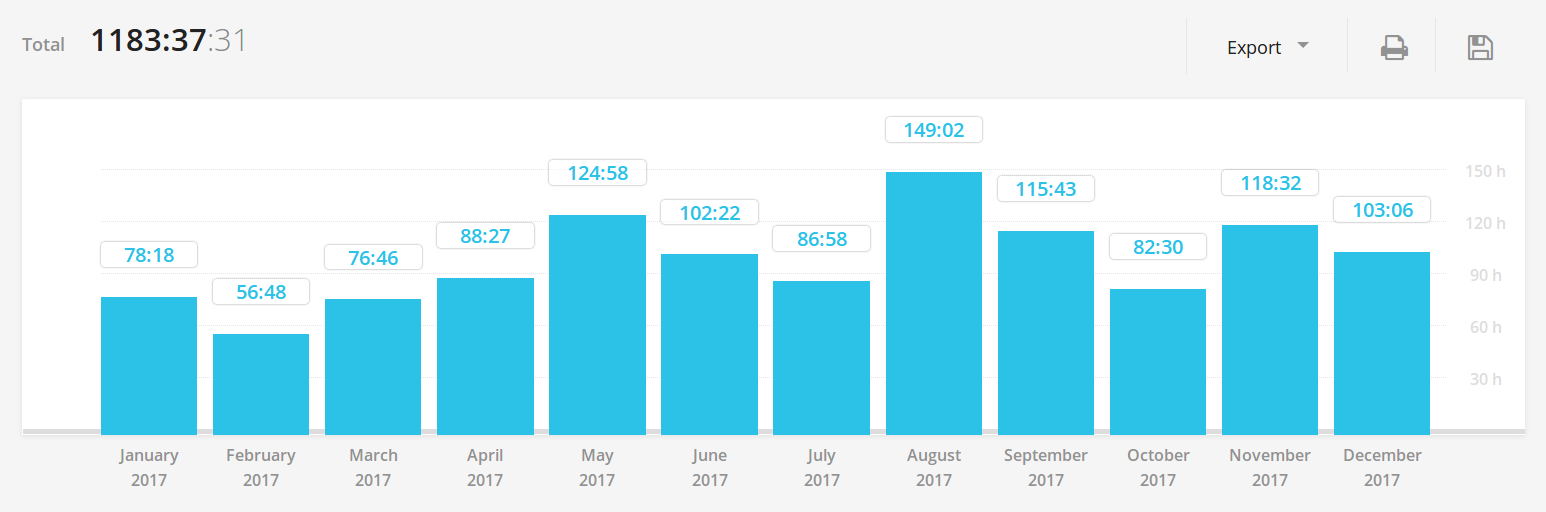 Total 1183:37:31
Export
149:02
124:58
118:32
115:43
102:22
103:06
88:27
86:58
82:30
78:18
76:46
56:48
150 h
120 h
90 h
60 h
30 h
January February March April May June July August September October November December
2017 2017 2017 2017 2017 2017 2017 2017 2017 2017 2017 2017